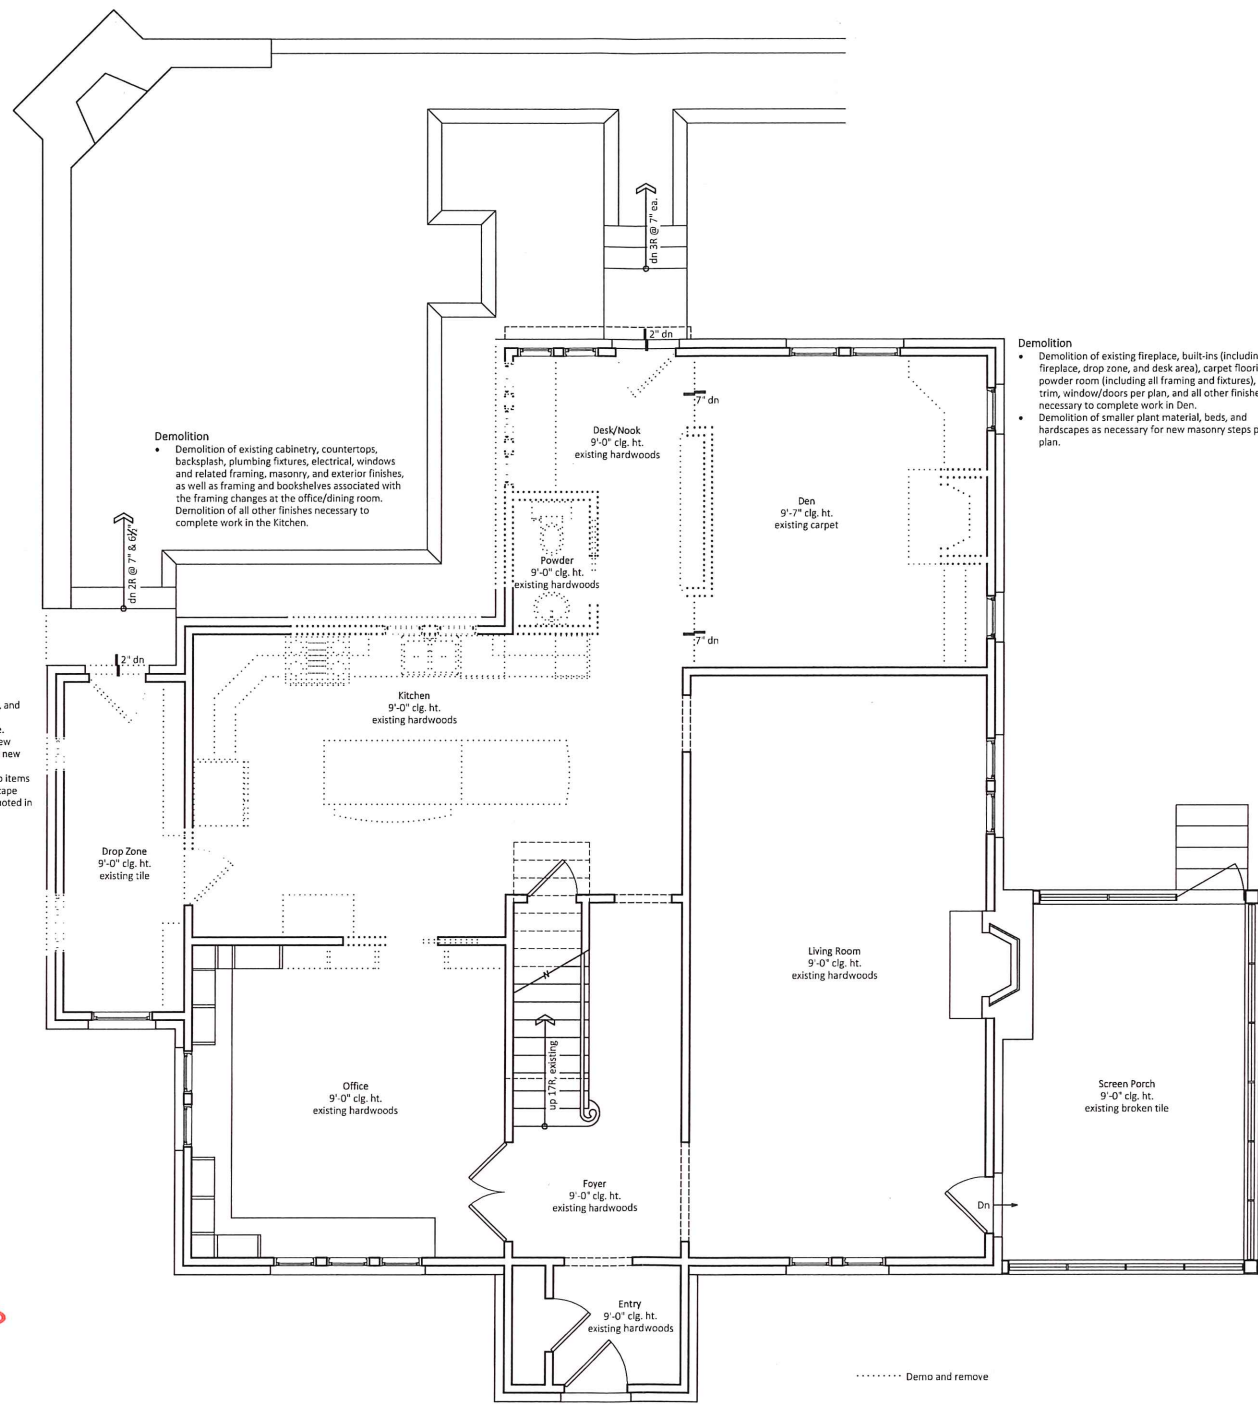 dn 3R @ 7" ea.
2" dn
Demolition
• Demolition of existing fireplace, built-ins (includin
fireplace, drop zone, and desk area), carpet floori
powder room (including all framing and fixtures),
trim, window/doors per plan, and all other finishe
necessary to complete work in Den.
• Demolition of smaller plant material, beds, and
hardscapes as necessary for new masonry steps p
plan.
7" dn
Desk/Nook
9'-0" clg. ht.
existing hardwoods
Demolition
• Demolition of existing cabinetry, countertops,
backsplash, plumbing fixtures, electrical, windows
and related framing, masonry, and exterior finishes,
as well as framing and bookshelves associated with
the framing changes at the office/dining room.
Demolition of all other finishes necessary to
complete work in the Kitchen.
Den
9'-7" clg. ht.
existing carpet
dn 2R @ 7" & 6½"
Powder
9'-0" clg. ht.
existing hardwoods
7" dn
2" dn
Kitchen
9'-0" clg. ht.
existing hardwoods
, and
e.
ew
new
o items
cape
noted in
Drop Zone
9'-0" clg. ht.
existing tile
Living Room
9'-0" clg. ht.
existing hardwoods
up 17R, existing
Office
9'-0" clg. ht.
existing hardwoods
Screen Porch
9'-0" clg. ht.
existing broken tile
Foyer
9'-0" clg. ht.
existing hardwoods
Dn
Entry
9'-0" clg. ht.
existing hardwoods
Demo and remove